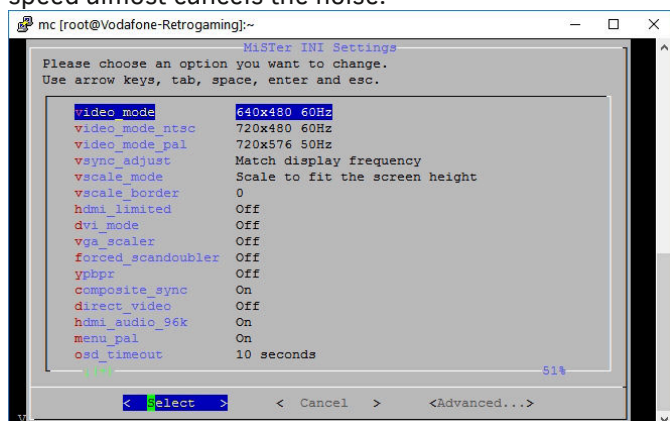 speed almost cancels the noise.
mc [root@Vodafone-Retrogaming]:~
MiSTer INI Settings
Please choose an option you want to change.
Use arrow keys, tab, space, enter and esc.
video_mode 640x480 60Hz
video_mode_ntsc 720x480 60Hz
video_mode_pal 720x576 50Hz
vsync_adjust Match display frequency
vscale_mode Scale to fit the screen height
vscale_border 0
hdmi_limited Off
dvi_mode Off
vga_scaler Off
forced_scandoubler Off
ypbpr Off
composite_sync On
direct_video Off
hdmi_audio_96k On
menu_pal On
osd_timeout 10 seconds
51%
< Select > < Cancel > <Advanced...>